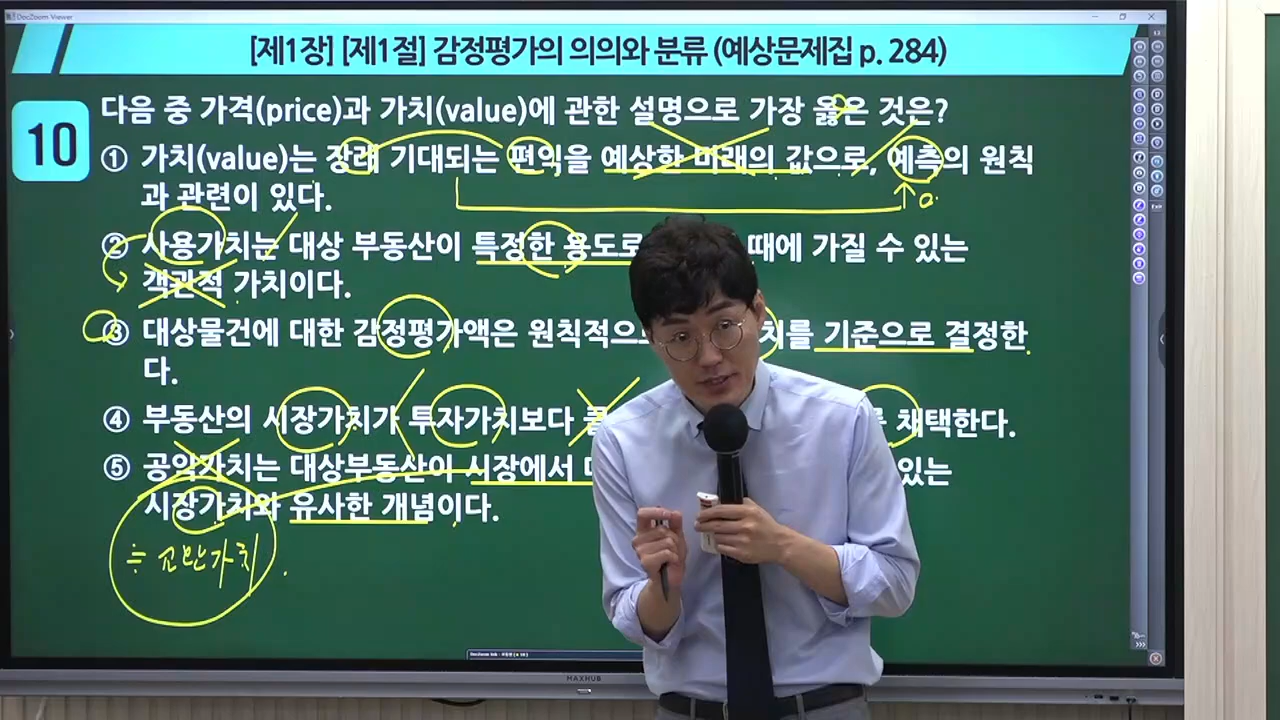 DocZoom Viewer
[제1장] [제1절] 감정평가의 의의와 분류 (예상문제집 p. 284)
10
다음 중 가격(price)과 가치(value)에 관한 설명으로 가장 옳은 것은?
① 가치(value)는 장래 기대되는 편익을 예상한 미래의 값으로, 예측의 원칙
과 관련이 있다.
② 사용가치는 대상 부동산이 특정한 용도로 때에 가질 수 있는
객관적 가치이다.
③ 대상물건에 대한 감정평가액은 원칙적으 치를 기준으로 결정한
다.
④ 부동산의 시장가치가 투자가치보다 채택한다.
⑤ 공익가치는 대상부동산이 시장에서 있는
시장가치와 유사한 개념이다.
≒ 교환가치
MAXHUB